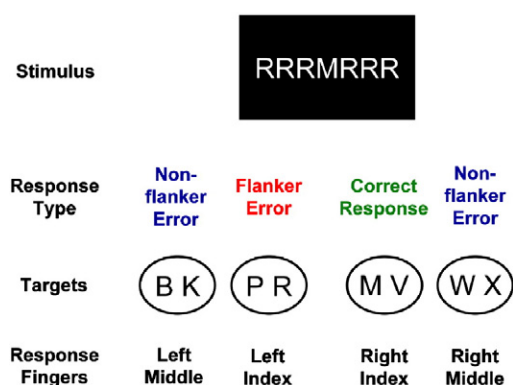 Stimulus
RRRMRRR
Response Type
Non-flanker Error
Flanker Error
Correct Response
Non-flanker Error
Targets
B K
P R
M V
W X
Response Fingers
Left Middle
Left Index
Right Index
Right Middle